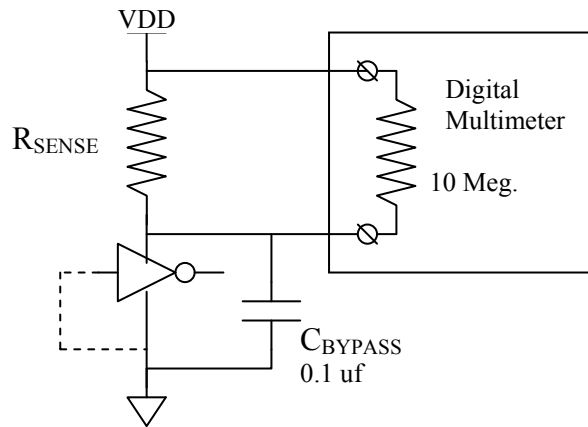 VDD
Digital
Multimeter
RSENSE
10 Meg.
CBYPASS
0.1 uf